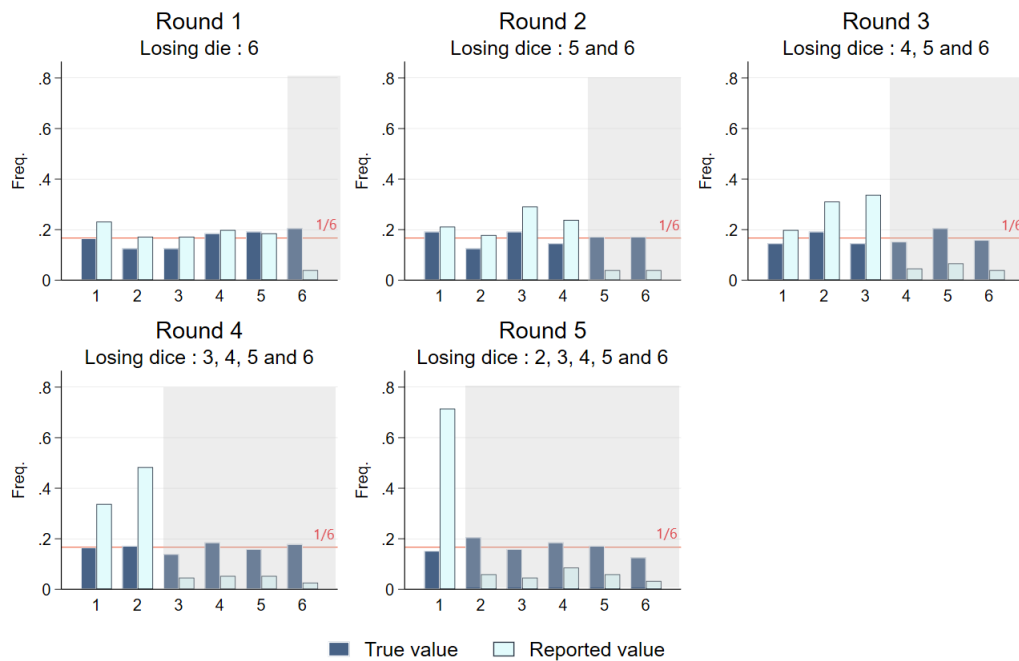 Round 1
Losing die : 6
Freq.
.8
.6
.4
.2
0
1/6
1 2 3 4 5 6
Round 2
Losing dice : 5 and 6
Freq.
.8
.6
.4
.2
0
1/6
1 2 3 4 5 6
Round 3
Losing dice : 4, 5 and 6
Freq.
.8
.6
.4
.2
0
1/6
1 2 3 4 5 6
Round 4
Losing dice : 3, 4, 5 and 6
Freq.
.8
.6
.4
.2
0
1/6
1 2 3 4 5 6
Round 5
Losing dice : 2, 3, 4, 5 and 6
Freq.
.8
.6
.4
.2
0
1/6
1 2 3 4 5 6
True value Reported value